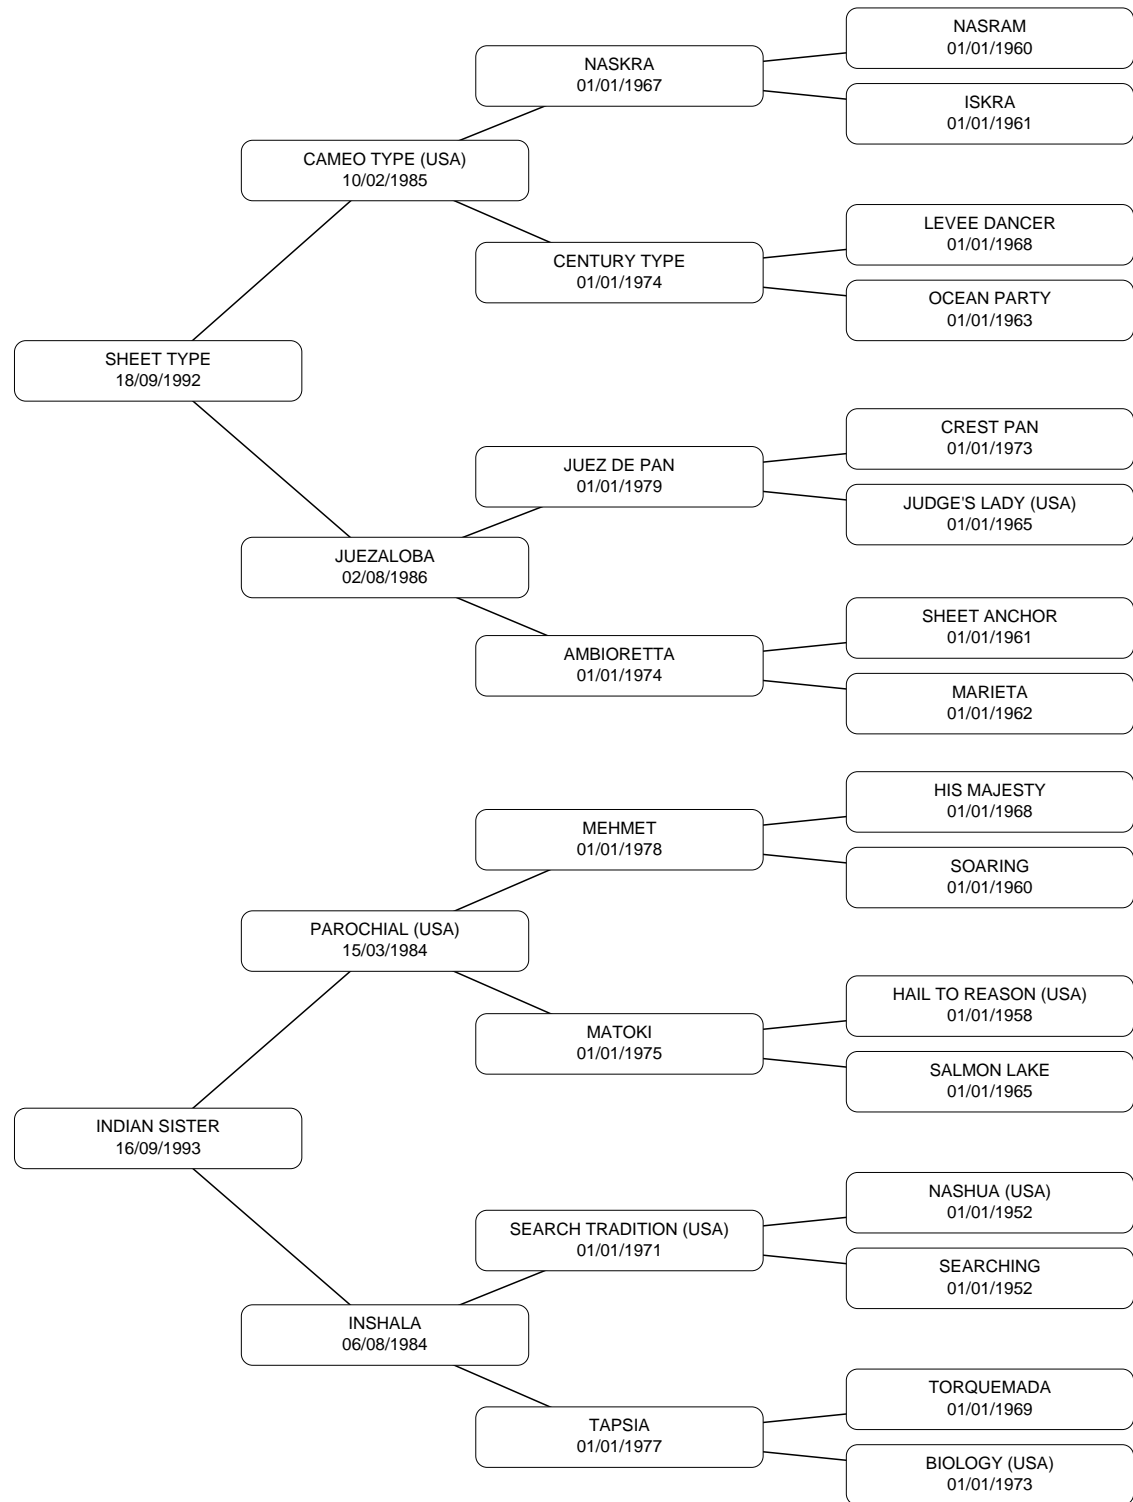 NASRAM
01/01/1960
NASKRA
01/01/1967
ISKRA
01/01/1961
CAMEO TYPE (USA)
10/02/1985
LEVEE DANCER
01/01/1968
CENTURY TYPE
01/01/1974
OCEAN PARTY
01/01/1963
SHEET TYPE
18/09/1992
CREST PAN
01/01/1973
JUEZ DE PAN
01/01/1979
JUDGE'S LADY (USA)
01/01/1965
JUEZALOBA
02/08/1986
SHEET ANCHOR
01/01/1961
AMBIORETTA
01/01/1974
MARIETA
01/01/1962
HIS MAJESTY
01/01/1968
MEHMET
01/01/1978
SOARING
01/01/1960
PAROCHIAL (USA)
15/03/1984
HAIL TO REASON (USA)
01/01/1958
MATOKI
01/01/1975
SALMON LAKE
01/01/1965
INDIAN SISTER
16/09/1993
NASHUA (USA)
01/01/1952
SEARCH TRADITION (USA)
01/01/1971
SEARCHING
01/01/1952
INSHALA
06/08/1984
TORQUEMADA
01/01/1969
TAPSIA
01/01/1977
BIOLOGY (USA)
01/01/1973